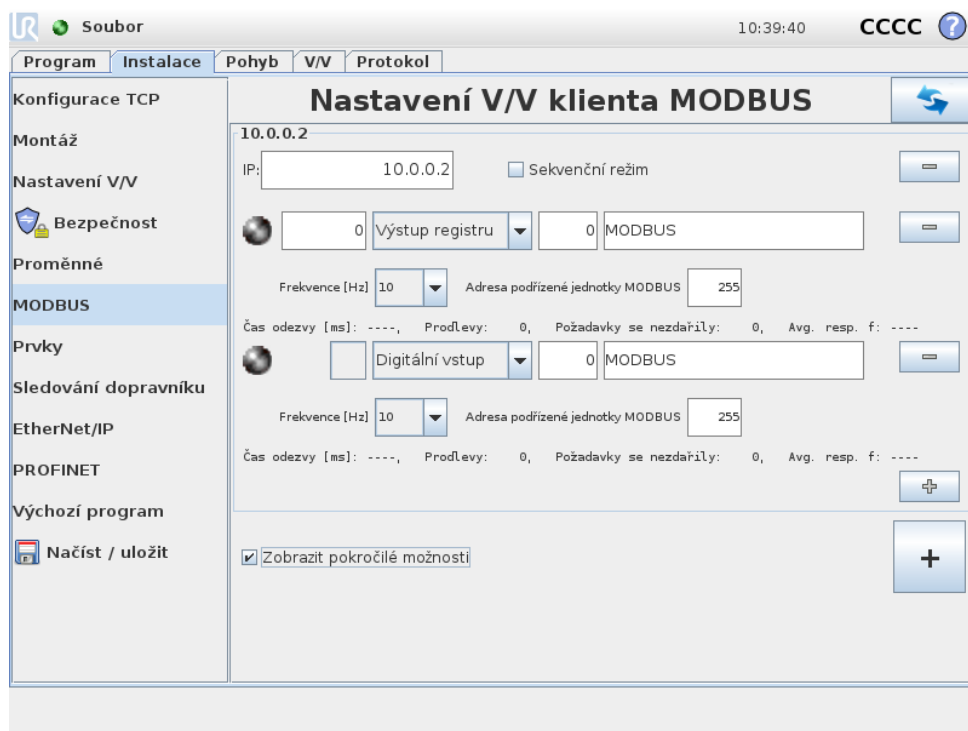 UR Soubor 10:39:40 CCCC ?
Program Instalace Pohyb V/V Protokol
Konfigurace TCP
Montáž
Nastavení V/V
Bezpečnost
Proměnné
MODBUS
Prvky
Sledování dopravníku
EtherNet/IP
PROFINET
Výchozí program
Načíst / uložit
Nastavení V/V klienta MODBUS
10.0.0.2
IP: 10.0.0.2 Sekvenční režim
0 Výstup registru 0 MODBUS
Frekvence [Hz] 10 Adresa podřízené jednotky MODBUS 255
Čas odezvy [ms]: ----, Prodlevy: 0, Požadavky se nezdařily: 0, Avg. resp. f: ----
Digitální vstup 0 MODBUS
Frekvence [Hz] 10 Adresa podřízené jednotky MODBUS 255
Čas odezvy [ms]: ----, Prodlevy: 0, Požadavky se nezdařily: 0, Avg. resp. f: ----
Zobrazit pokročilé možnosti